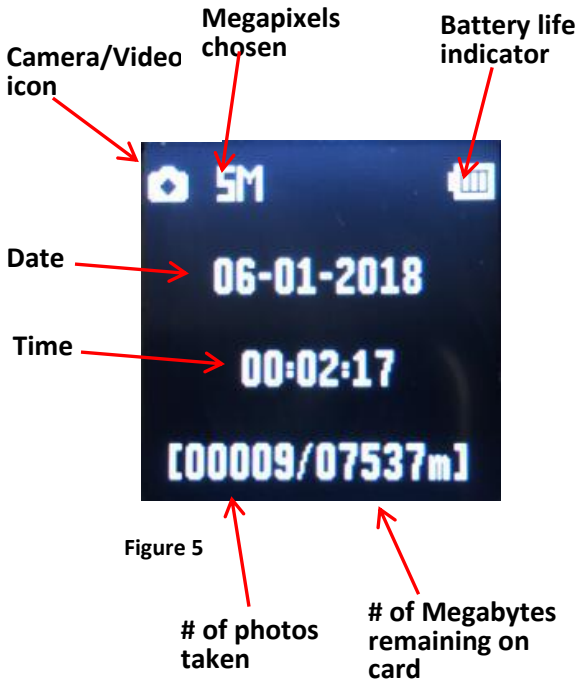 Megapixels
chosen
Battery life
indicator
Camera/Video
icon
5M
Date
06-01-2018
Time
00:02:17
[00009/07537m]
Figure 5
# of photos
taken
# of Megabytes
remaining on
card